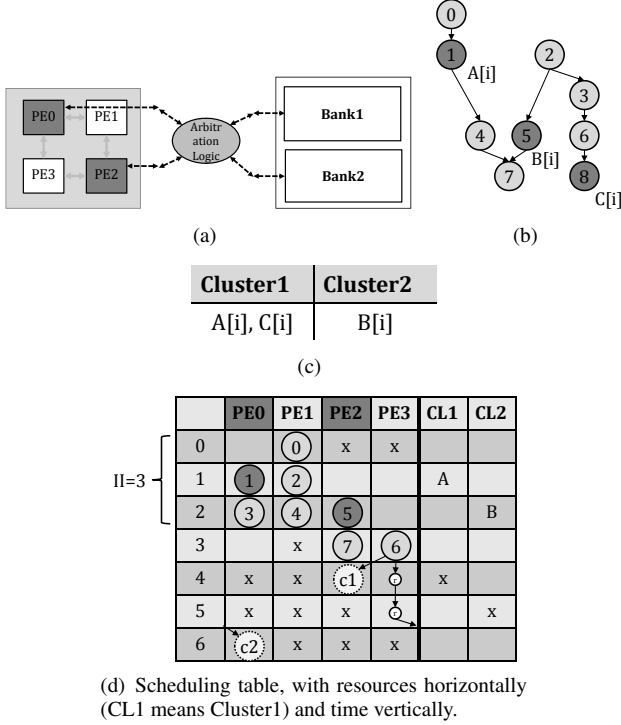 PE0 PE1
PE3 PE2
Arbitr
ation
Logic
Bank1
Bank2
(a)
0
1
A[i]
2
3
4 5 6
B[i]
7 8
C[i]
(b)
Cluster1 Cluster2
A[i], C[i] B[i]
(c)
PE0 PE1 PE2 PE3 CL1 CL2
0 0 x x
II=3
1 1 2 A
2 3 4 5 B
3 x 7 6
4 x x c1 r x
5 x x x r x
6 c2 x x x
(d) Scheduling table, with resources horizontally
(CL1 means Cluster1) and time vertically.